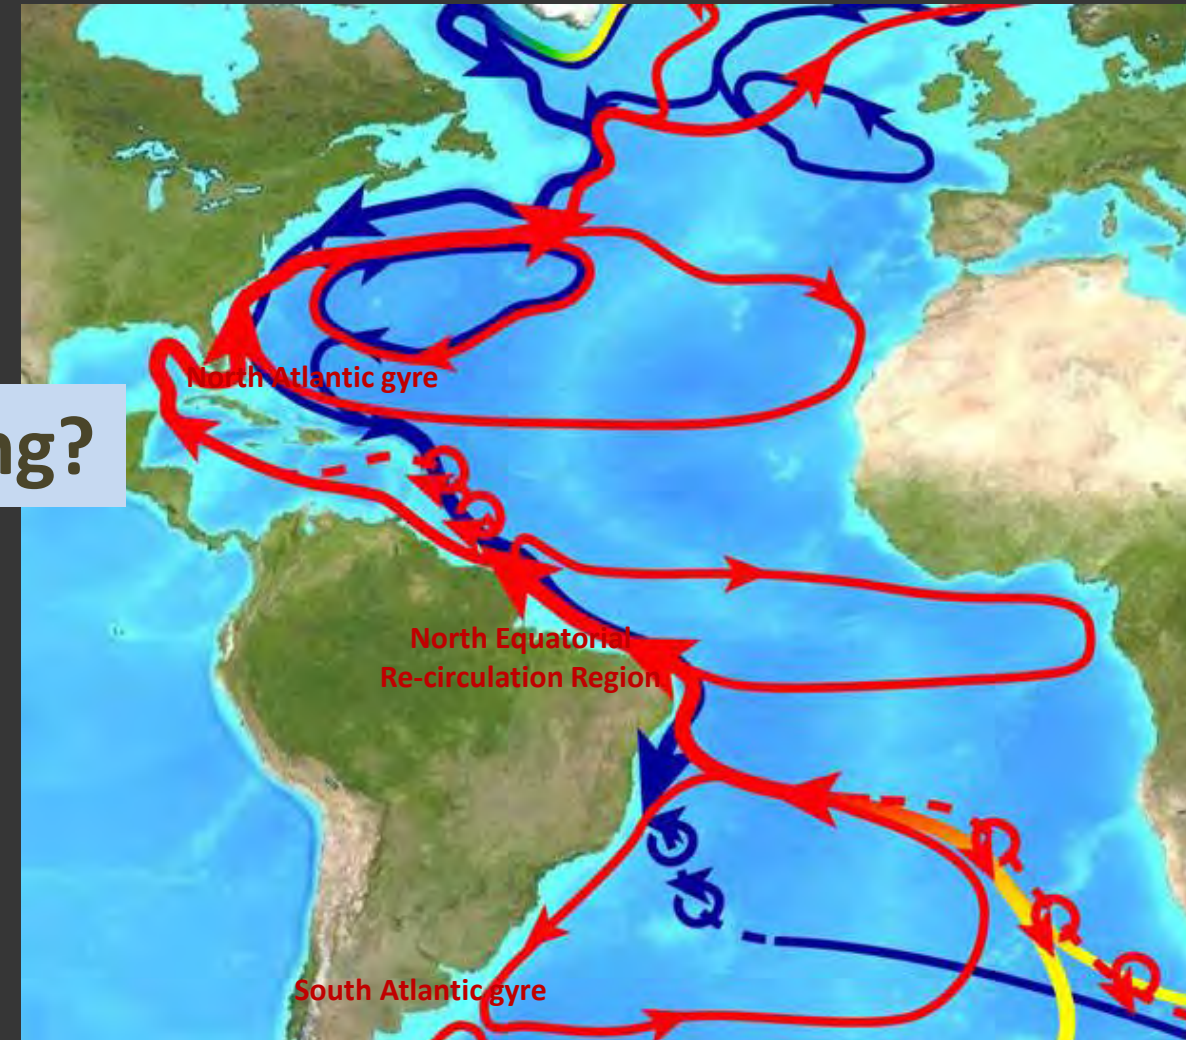 North Atlantic gyre
ng?
North Equatorial
Re-circulation Region
South Atlantic gyre